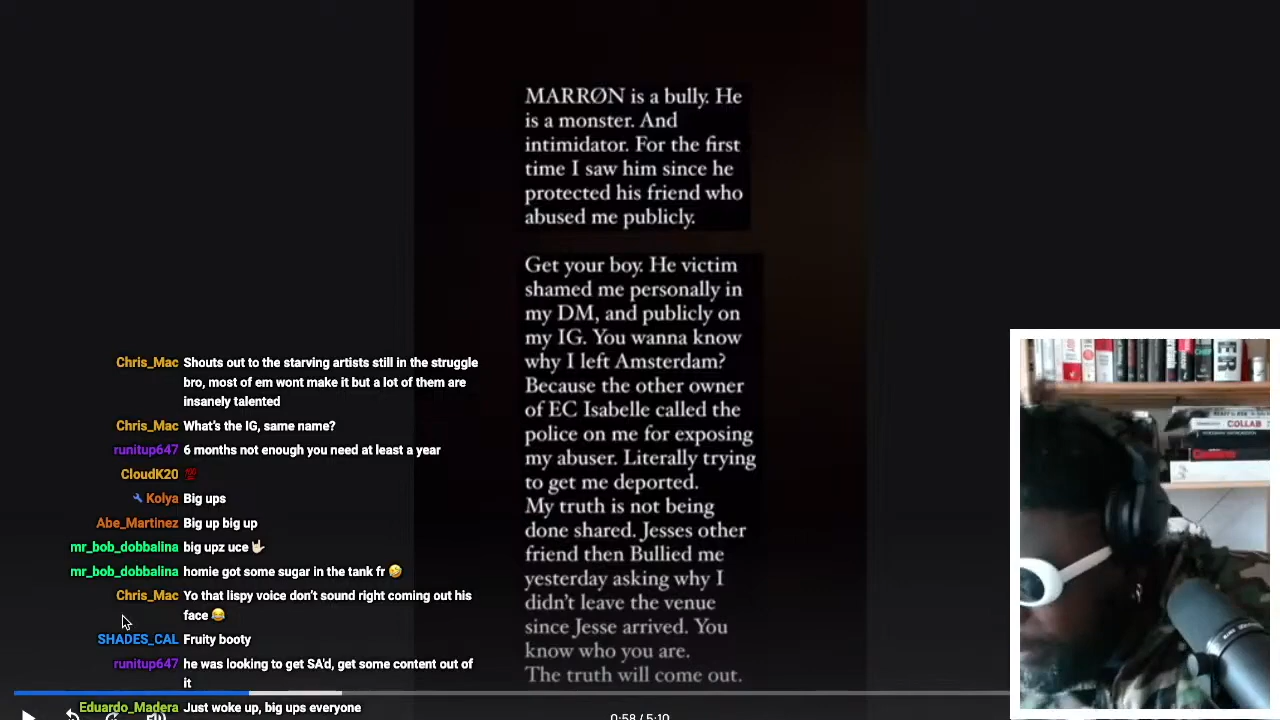 MARRØN is a bully. He
is a monster. And
intimidator. For the first
time I saw him since he
protected his friend who
abused me publicly.
Get your boy. He victim
shamed me personally in
my DM, and publicly on
my IG. You wanna know
why I left Amsterdam?
Because the other owner
of EC Isabelle called the
police on me for exposing
my abuser. Literally trying
to get me deported.
My truth is not being
done shared. Jesses other
friend then Bullied me
yesterday asking why I
didn't leave the venue
since Jesse arrived. You
know who you are.
The truth will come out.
Chris_Mac Shouts out to the starving artists still in the struggle
bro, most of em wont make it but a lot of them are
insanely talented
Chris_Mac What's the IG, same name?
runitup647 6 months not enough you need at least a year
CloudK20 💯
Kolya Big ups
Abe_Martinez Big up big up
mr_bob_dobbalina big upz uce 🤟🏻
mr_bob_dobbalina homie got some sugar in the tank fr 🤣
Chris_Mac Yo that lispy voice don't sound right coming out his
face 😂
SHADES_CAL Fruity booty
runitup647 he was looking to get SA'd, get some content out of
it
Eduardo_Madera Just woke up, big ups everyone
0:58 / 5:10
COLLAB